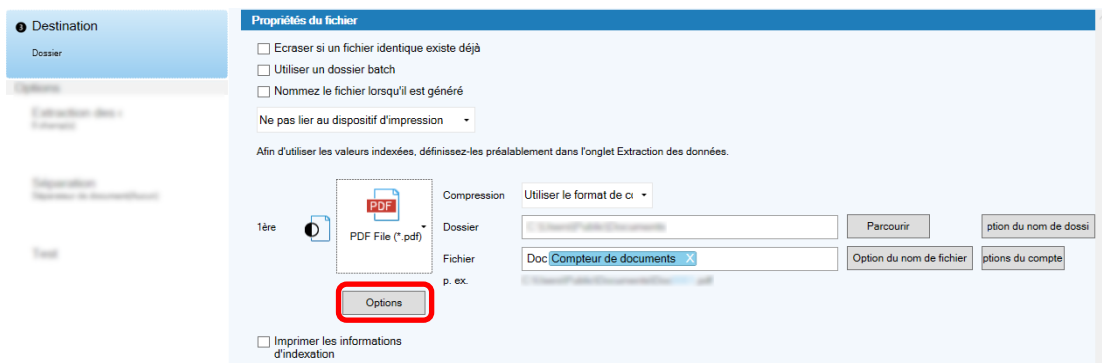 ❸ Destination
Dossier
Options
Propriétés du fichier
Ecraser si un fichier identique existe déjà
Utiliser un dossier batch
Nommez le fichier lorsqu'il est généré
Ne pas lier au dispositif d'impression
Afin d'utiliser les valeurs indexées, définissez-les préalablement dans l'onglet Extraction des données.
1ère
PDF
PDF File (*.pdf)
Options
Compression Utiliser le format de co
Dossier Parcourir ption du nom de dossi
Fichier Doc Compteur de documents X Option du nom de fichier ptions du compte
p. ex.
Imprimer les informations
d'indexation